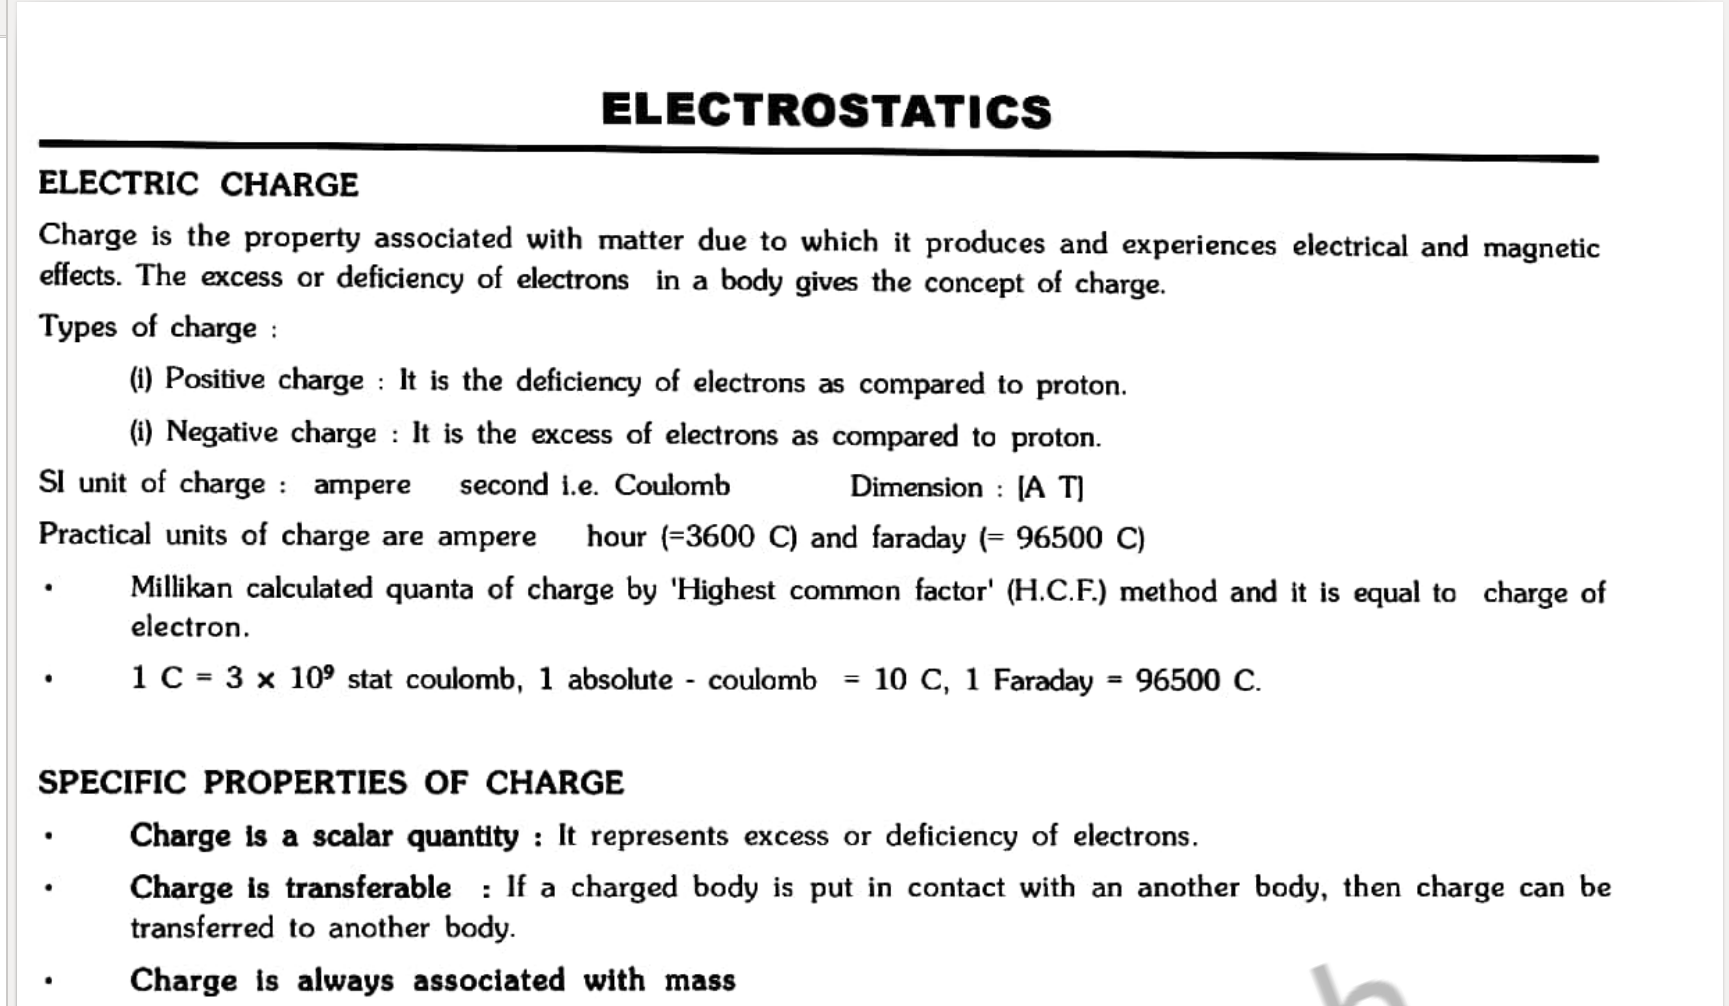 ELECTROSTATICS
ELECTRIC CHARGE
Charge is the property associated with matter due to which it produces and experiences electrical and magnetic
effects. The excess or deficiency of electrons in a body gives the concept of charge.
Types of charge :
(i) Positive charge : It is the deficiency of electrons as compared to proton.
(i) Negative charge : It is the excess of electrons as compared to proton.
SI unit of charge : ampere second i.e. Coulomb Dimension : [A T]
Practical units of charge are ampere hour (=3600 C) and faraday (= 96500 C)
• Millikan calculated quanta of charge by 'Highest common factor' (H.C.F.) method and it is equal to charge of
electron.
• 1 C = 3 × 10⁹ stat coulomb, 1 absolute - coulomb = 10 C, 1 Faraday = 96500 C.
SPECIFIC PROPERTIES OF CHARGE
• Charge is a scalar quantity : It represents excess or deficiency of electrons.
• Charge is transferable : If a charged body is put in contact with an another body, then charge can be
transferred to another body.
• Charge is always associated with mass